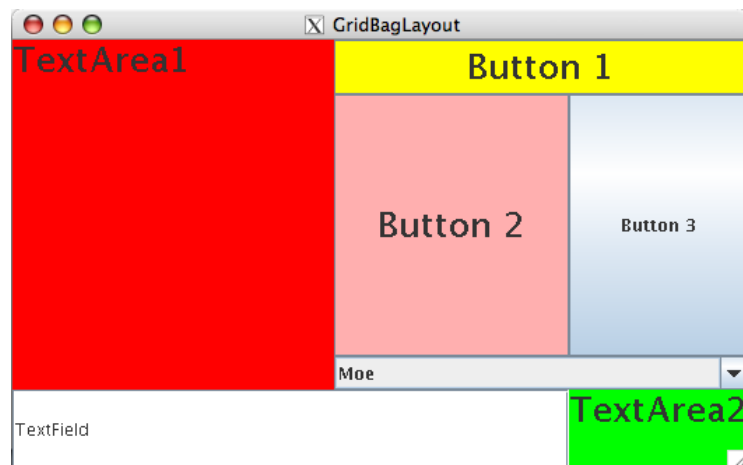 GridBagLayout
TextArea1
Button 1
Button 2
Button 3
Moe
TextField
TextArea2